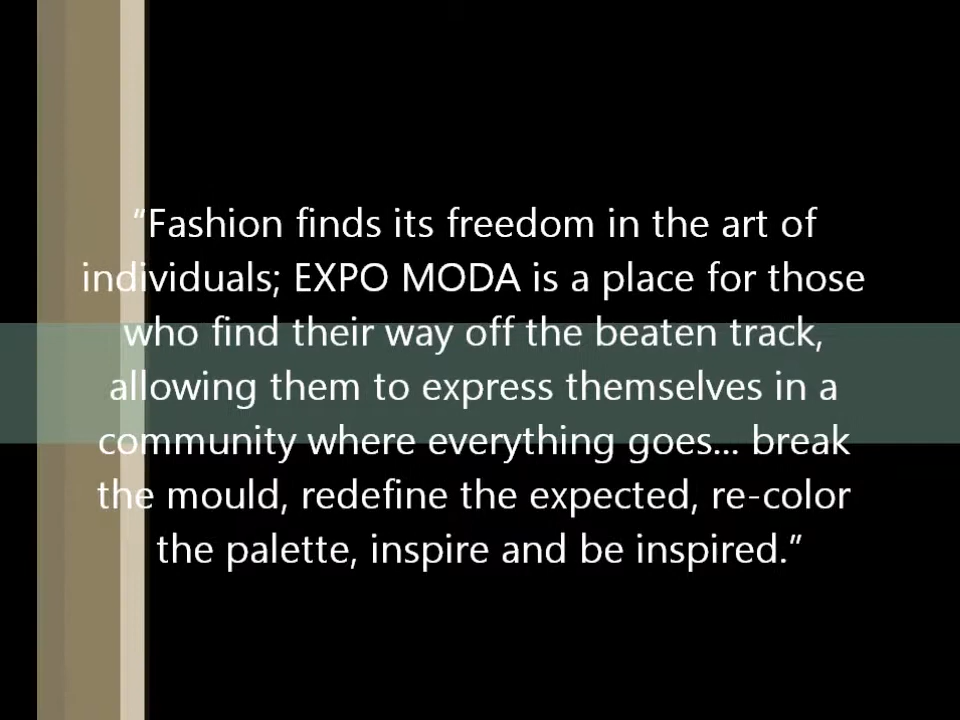 “Fashion finds its freedom in the art of
individuals; EXPO MODA is a place for those
who find their way off the beaten track,
allowing them to express themselves in a
community where everything goes... break
the mould, redefine the expected, re-color
the palette, inspire and be inspired.”